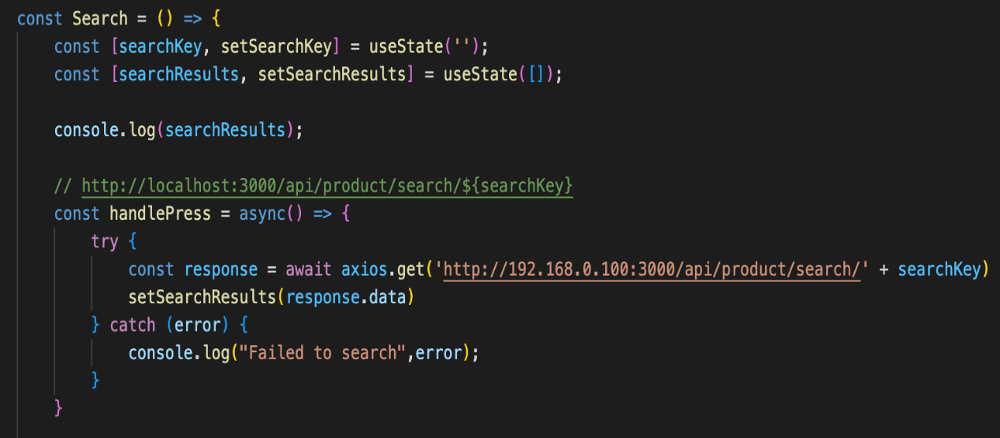 const Search = () => {
const [searchKey, setSearchKey] = useState('');
const [searchResults, setSearchResults] = useState([]);
console.log(searchResults);
// http://localhost:3000/api/product/search/${searchKey}
const handlePress = async() => {
try {
const response = await axios.get('http://192.168.0.100:3000/api/product/search/' + searchKey)
setSearchResults(response.data)
} catch (error) {
console.log("Failed to search",error);
}
}